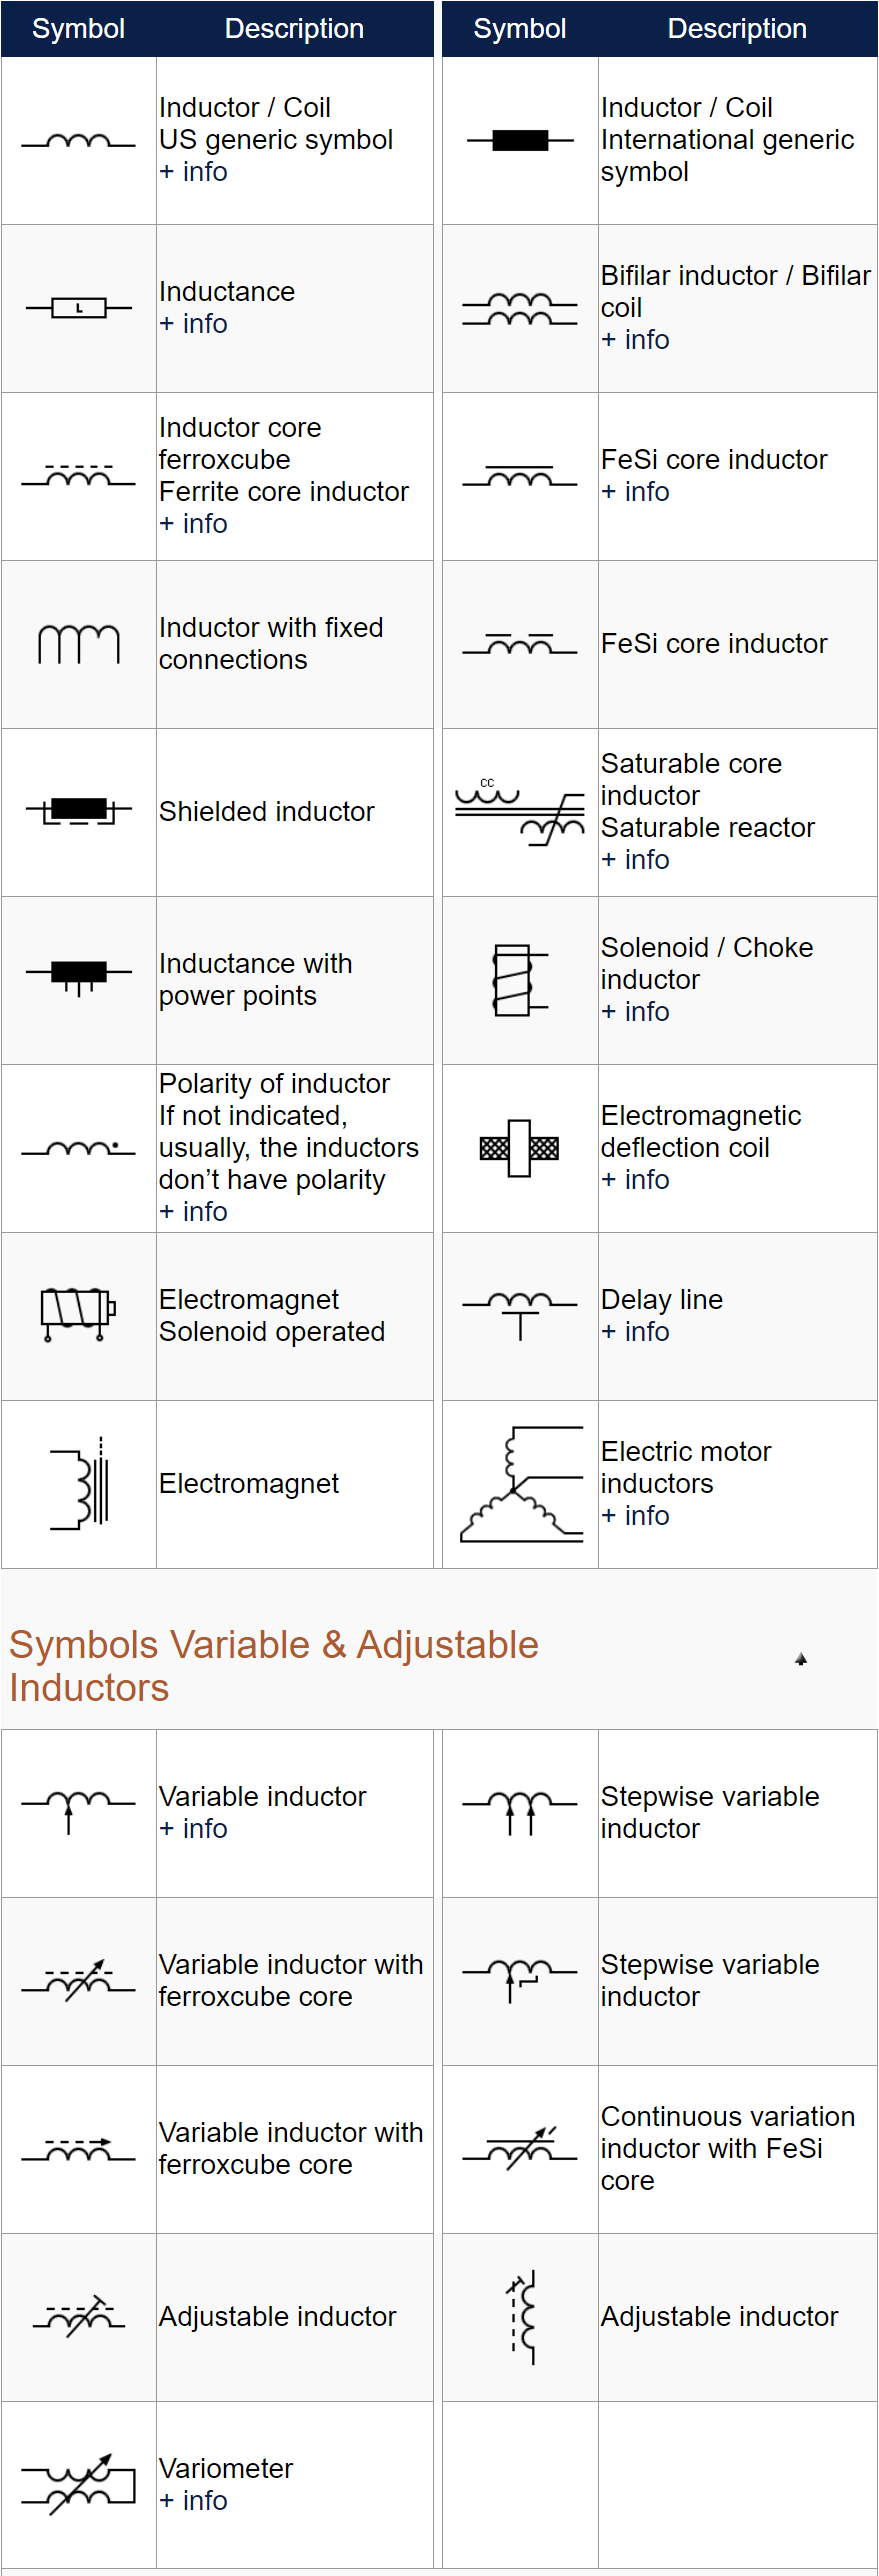 Symbol Description Symbol Description
Inductor / Coil
US generic symbol
+ info
Inductor / Coil
International generic
symbol
L
Inductance
+ info
Bifilar inductor / Bifilar
coil
+ info
Inductor core
ferroxcube
Ferrite core inductor
+ info
FeSi core inductor
+ info
Inductor with fixed
connections
FeSi core inductor
Shielded inductor
CC
Saturable core
inductor
Saturable reactor
+ info
Inductance with
power points
Solenoid / Choke
inductor
+ info
Polarity of inductor
If not indicated,
usually, the inductors
don’t have polarity
+ info
Electromagnetic
deflection coil
+ info
Electromagnet
Solenoid operated
Delay line
+ info
Electromagnet
Electric motor
inductors
+ info
Symbols Variable & Adjustable
Inductors
Variable inductor
+ info
Stepwise variable
inductor
Variable inductor with
ferroxcube core
Stepwise variable
inductor
Variable inductor with
ferroxcube core
Continuous variation
inductor with FeSi
core
Adjustable inductor
Adjustable inductor
Variometer
+ info